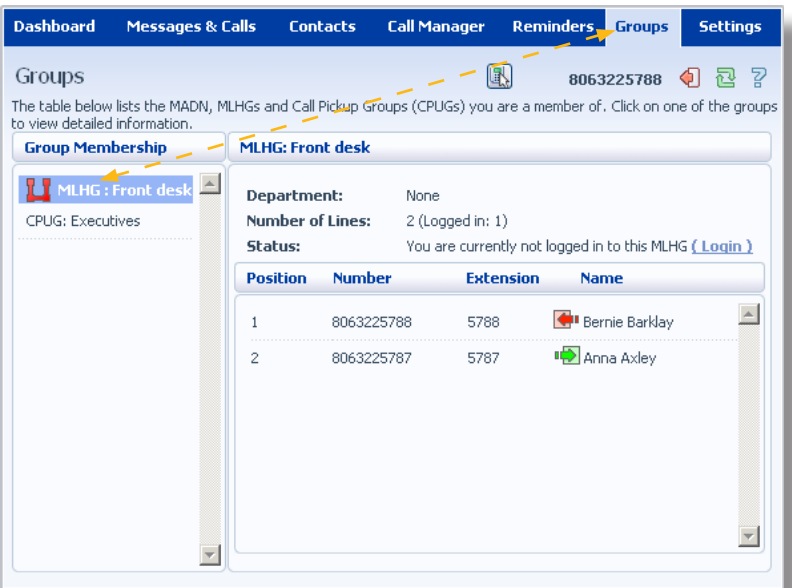 Dashboard Messages & Calls Contacts Call Manager Reminders Groups Settings
Groups 8063225788
The table below lists the MADN, MLHGs and Call Pickup Groups (CPUGs) you are a member of. Click on one of the groups
to view detailed information.
Group Membership
MLHG : Front desk
CPUG: Executives
MLHG: Front desk
Department: None
Number of Lines: 2 (Logged in: 1)
Status: You are currently not logged in to this MLHG ( Login )
Position Number Extension Name
1 8063225788 5788 Bernie Barklay
2 8063225787 5787 Anna Axley